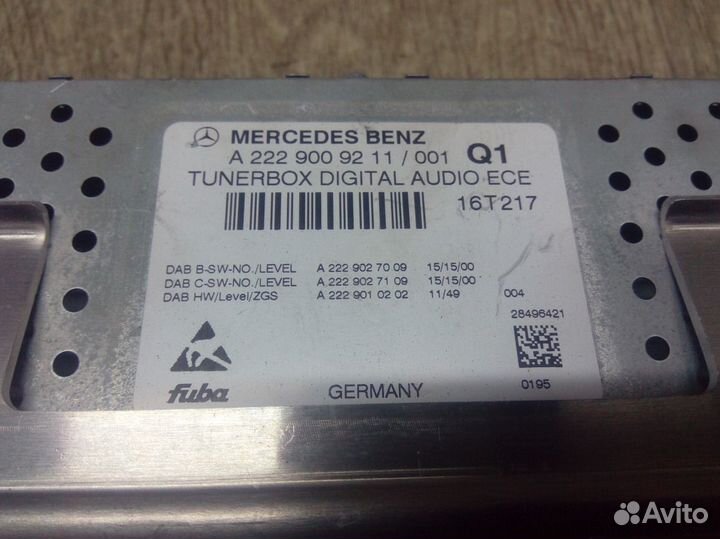 MERCEDES BENZ
A 222 900 92 11 / 001 Q1
TUNERBOX DIGITAL AUDIO ECE
16T217
DAB B-SW-NO./LEVEL A 222 902 70 09 15/15/00
DAB C-SW-NO./LEVEL A 222 902 71 09 15/15/00
DAB HW/Level/ZGS A 222 901 02 02 11/49 004
28496421
fuba GERMANY 0195
Avito